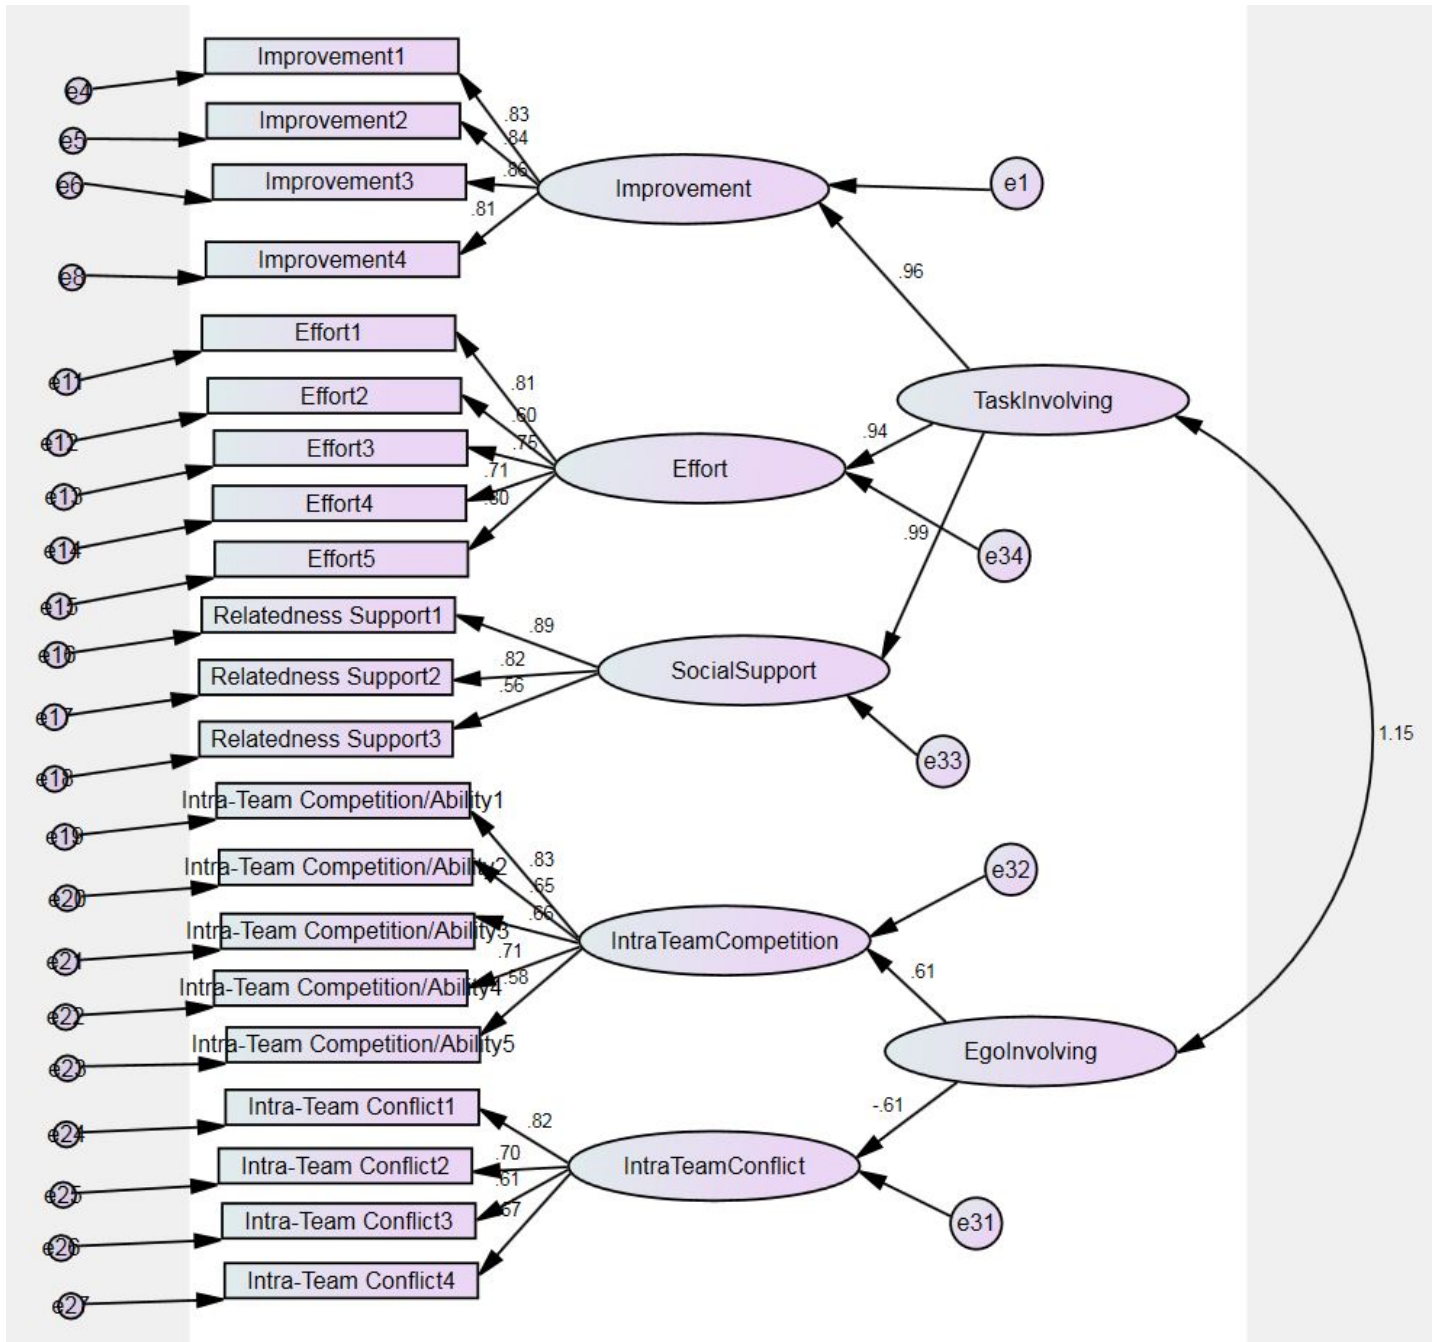 Improvement1
Improvement2
Improvement3
Improvement4
e4
e5
e6
e8
.83
.84
.86
.81
Improvement
e1
.96
Effort1
Effort2
Effort3
Effort4
Effort5
e11
e12
e13
e14
e15
.81
.60
.75
.71
.80
Effort
.94
TaskInvolving
e34
.99
Relatedness Support1
Relatedness Support2
Relatedness Support3
e16
e17
e18
.89
.82
.56
SocialSupport
e33
1.15
Intra-Team Competition/Ability1
Intra-Team Competition/Ability2
Intra-Team Competition/Ability3
Intra-Team Competition/Ability4
Intra-Team Competition/Ability5
e19
e20
e21
e22
e23
.83
.65
.66
.71
.58
IntraTeamCompetition
e32
.61
EgoInvolving
-.61
Intra-Team Conflict1
Intra-Team Conflict2
Intra-Team Conflict3
Intra-Team Conflict4
e24
e25
e26
e27
.82
.70
.61
.67
IntraTeamConflict
e31